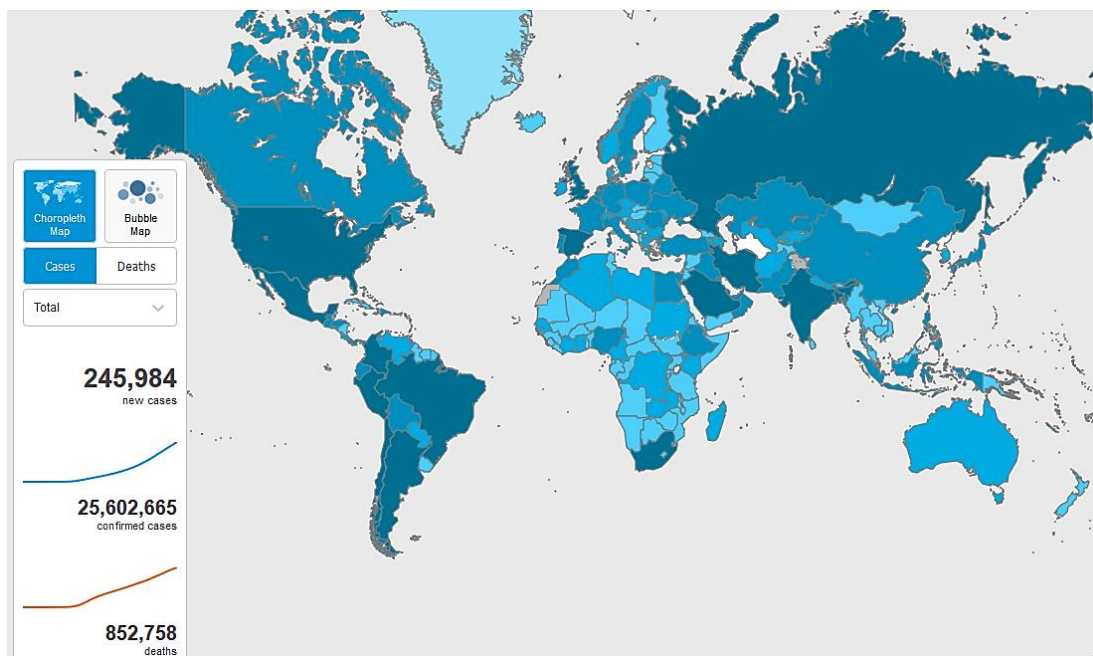 Choropleth
Map
Bubble
Map
Cases
Deaths
Total
245,984
new cases
25,602,665
confirmed cases
852,758
deaths